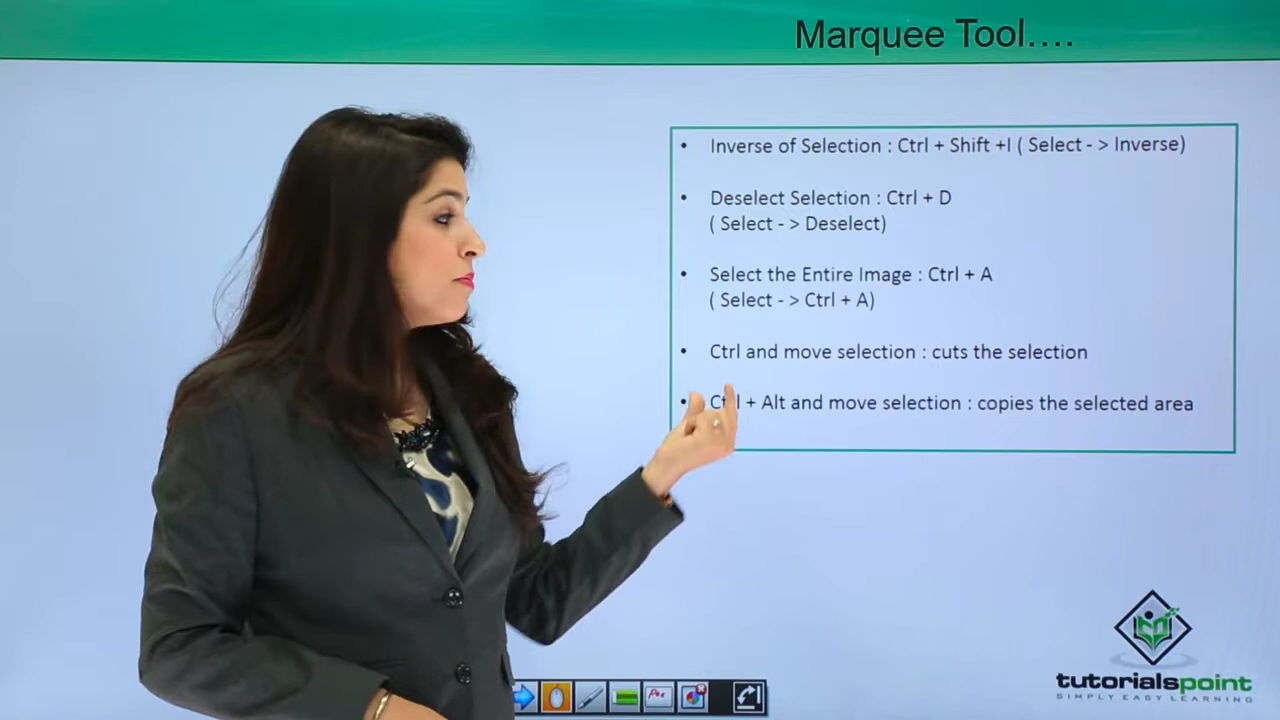 Marquee Tool....
• Inverse of Selection : Ctrl + Shift +I ( Select - > Inverse)
• Deselect Selection : Ctrl + D
( Select - > Deselect)
• Select the Entire Image : Ctrl + A
( Select - > Ctrl + A)
• Ctrl and move selection : cuts the selection
• Ctrl + Alt and move selection : copies the selected area
tutorialspoint
SIMPLY EASY LEARNING